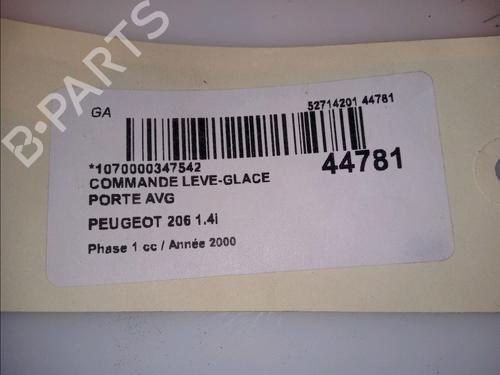 B-PARTS
GA
52714201 44781
*1070000347542
44781
COMMANDE LEVE-GLACE
PORTE AVG
PEUGEOT 206 1.4i
Phase 1 cc / Année 2000